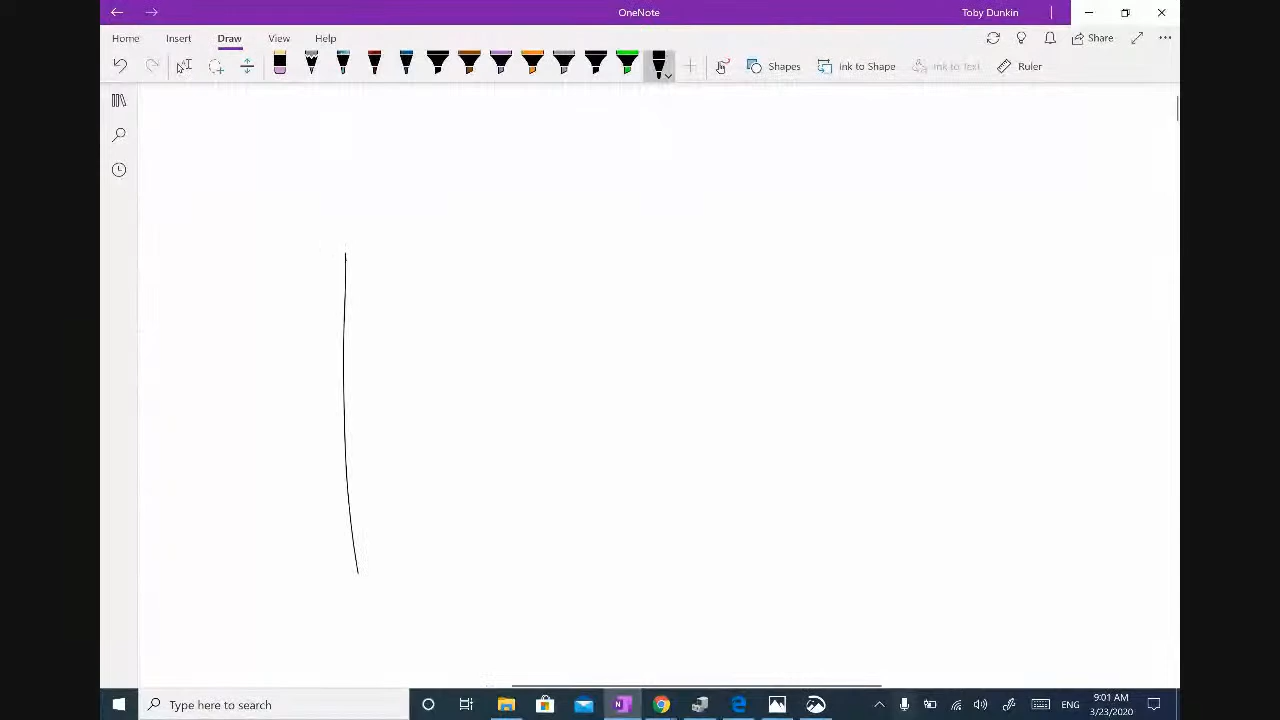 OneNote
Toby Dunkin
Home Insert Draw View Help
Share
Shapes Ink to Shape Ink to Text Ruler
Type here to search
ENG
9:01 AM
3/23/2020